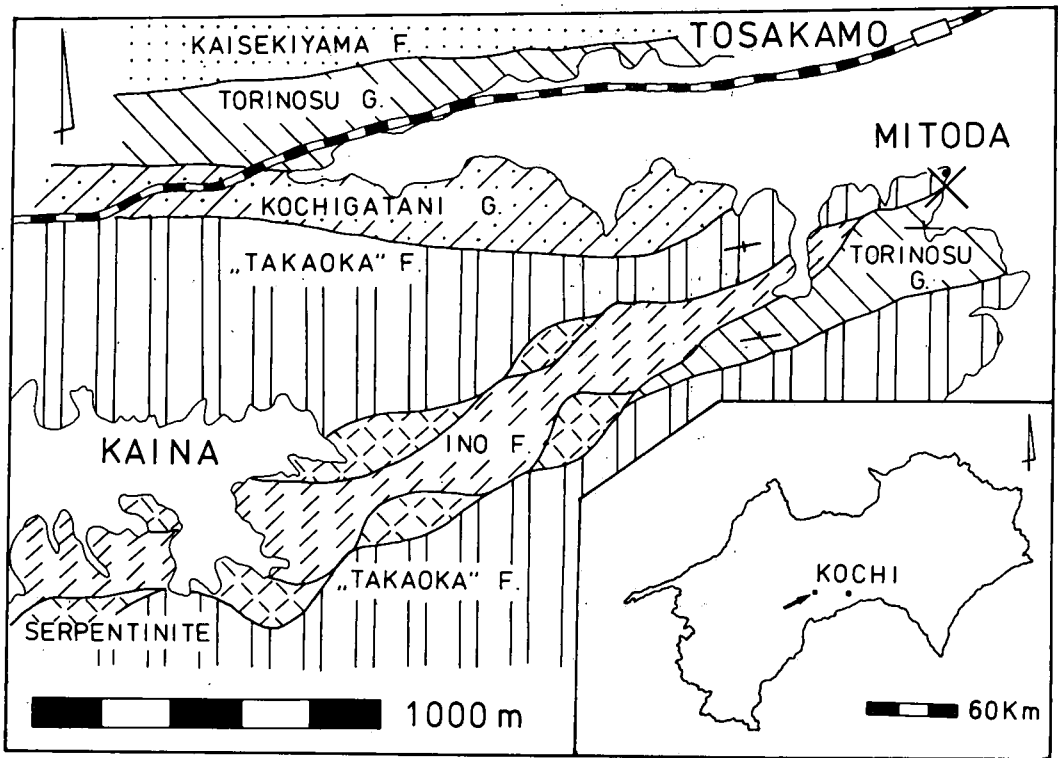 KAISEKIYAMA F.
TOSAKAMO
TORINOSU G.
MITODA
KOCHIGATANI G.
„TAKAOKA" F.
TORINOSU
G.
KAINA
INO F.
„TAKAOKA" F.
SERPENTINITE
1000 m
KOCHI
60Km